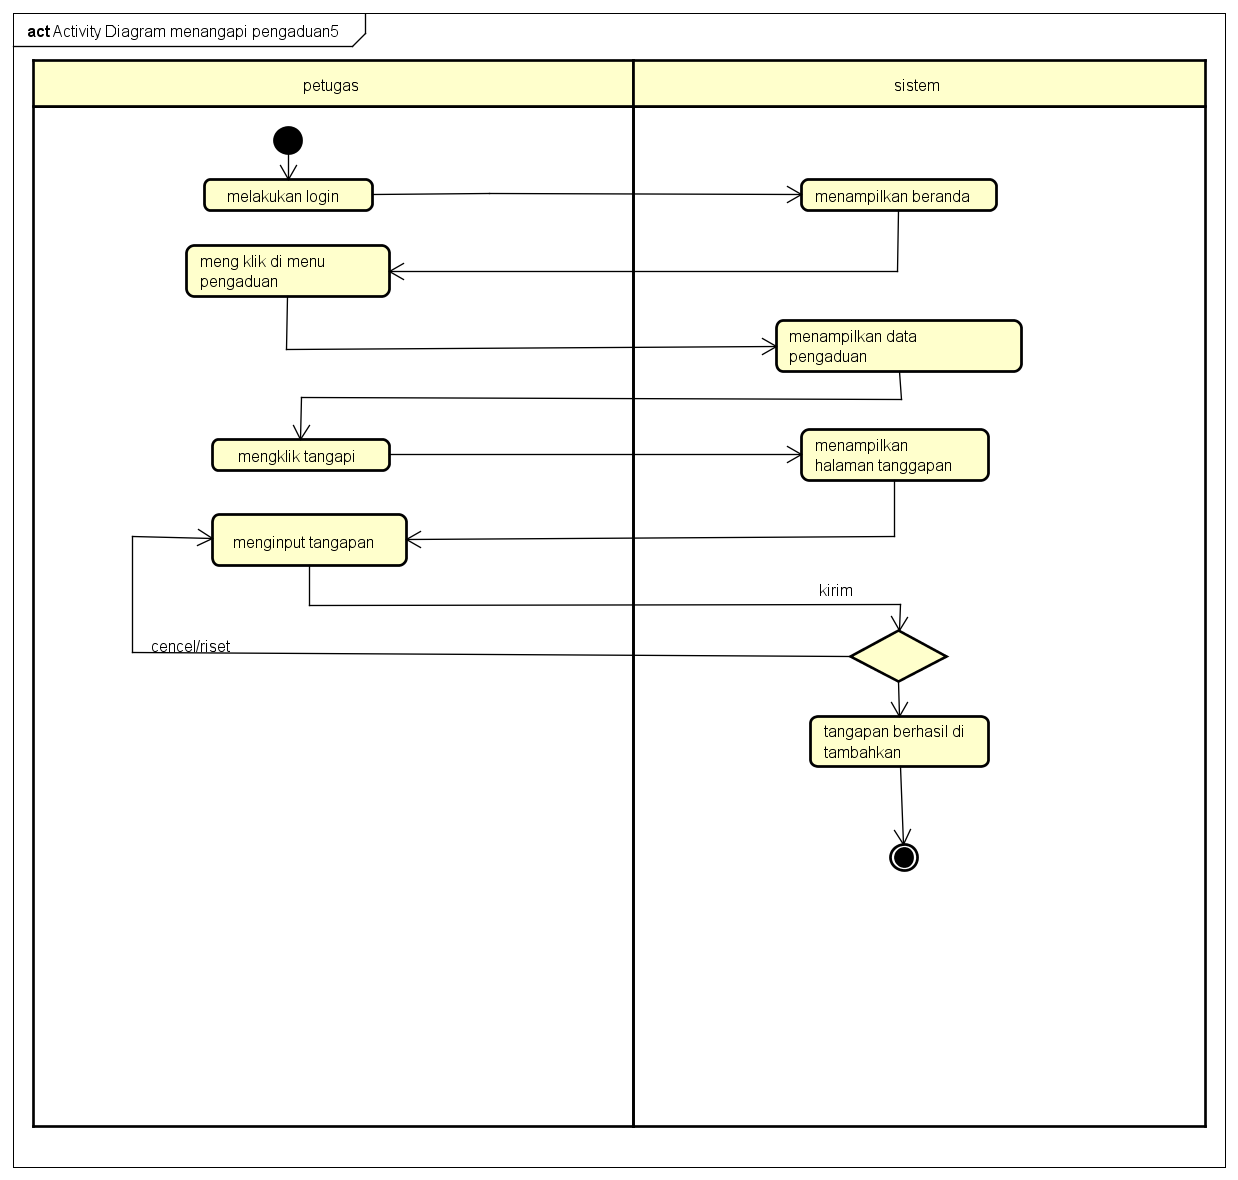 act Activity Diagram menangapi pengaduan5
petugas
sistem
melakukan login
menampilkan beranda
meng klik di menu
pengaduan
menampilkan data
pengaduan
mengklik tangapi
menampilkan
halaman tanggapan
menginput tangapan
kirim
cencel/riset
tangapan berhasil di
tambahkan